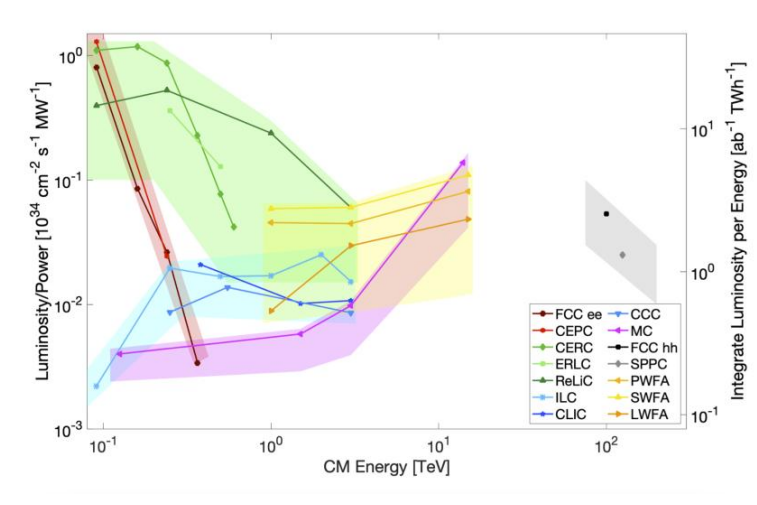 10^0
10^-1
10^-2
10^-3
Luminosity/Power [10^34 cm^-2 s^-1 MW^-1]
10^1
10^0
10^-1
Integrate Luminosity per Energy [ab^-1 TWh^-1]
FCC ee
CEPC
CERC
ERLC
ReLiC
ILC
CLIC
CCC
MC
FCC hh
SPPC
PWFA
SWFA
LWFA
10^-1
10^0
10^1
10^2
CM Energy [TeV]